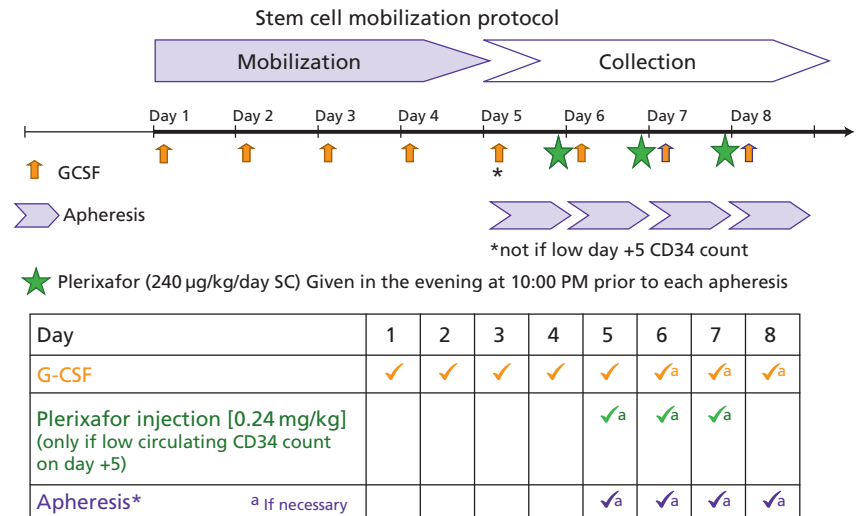 Stem cell mobilization protocol
Mobilization
Collection
Day 1 Day 2 Day 3 Day 4 Day 5 Day 6 Day 7 Day 8
GCSF
*
Apheresis
*not if low day +5 CD34 count
Plerixafor (240 µg/kg/day SC) Given in the evening at 10:00 PM prior to each apheresis
Day 1 2 3 4 5 6 7 8
G-CSF ✓ ✓ ✓ ✓ ✓ ✓a ✓a ✓a
Plerixafor injection [0.24 mg/kg] ✓a ✓a ✓a
(only if low circulating CD34 count
on day +5)
Apheresis* a If necessary ✓a ✓a ✓a ✓a